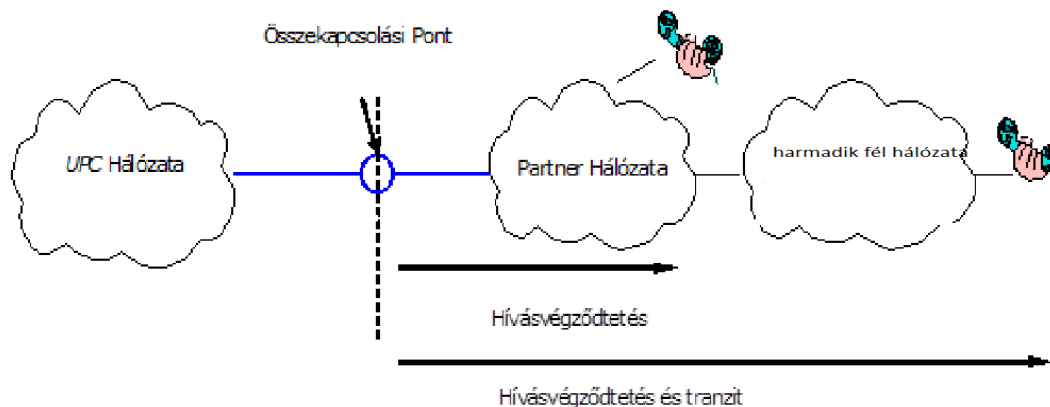 Összekapcsolási Pont
UPC Hálózata
Partner Hálózata
harmadik fél hálózata
Hívásvégződtetés
Hívásvégződtetés és tranzit